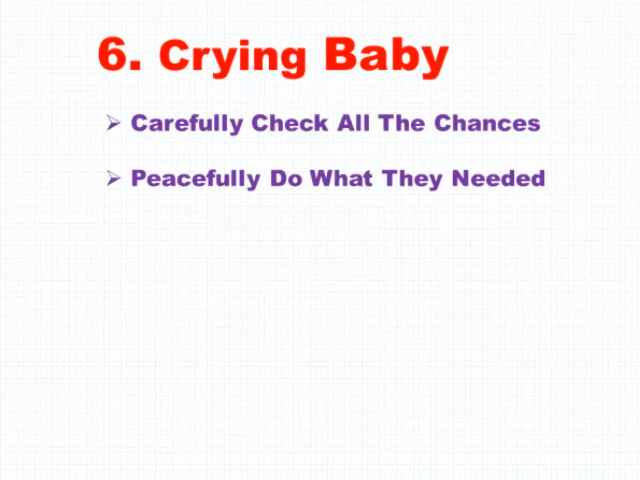 6. Crying Baby
➢ Carefully Check All The Chances
➢ Peacefully Do What They Needed